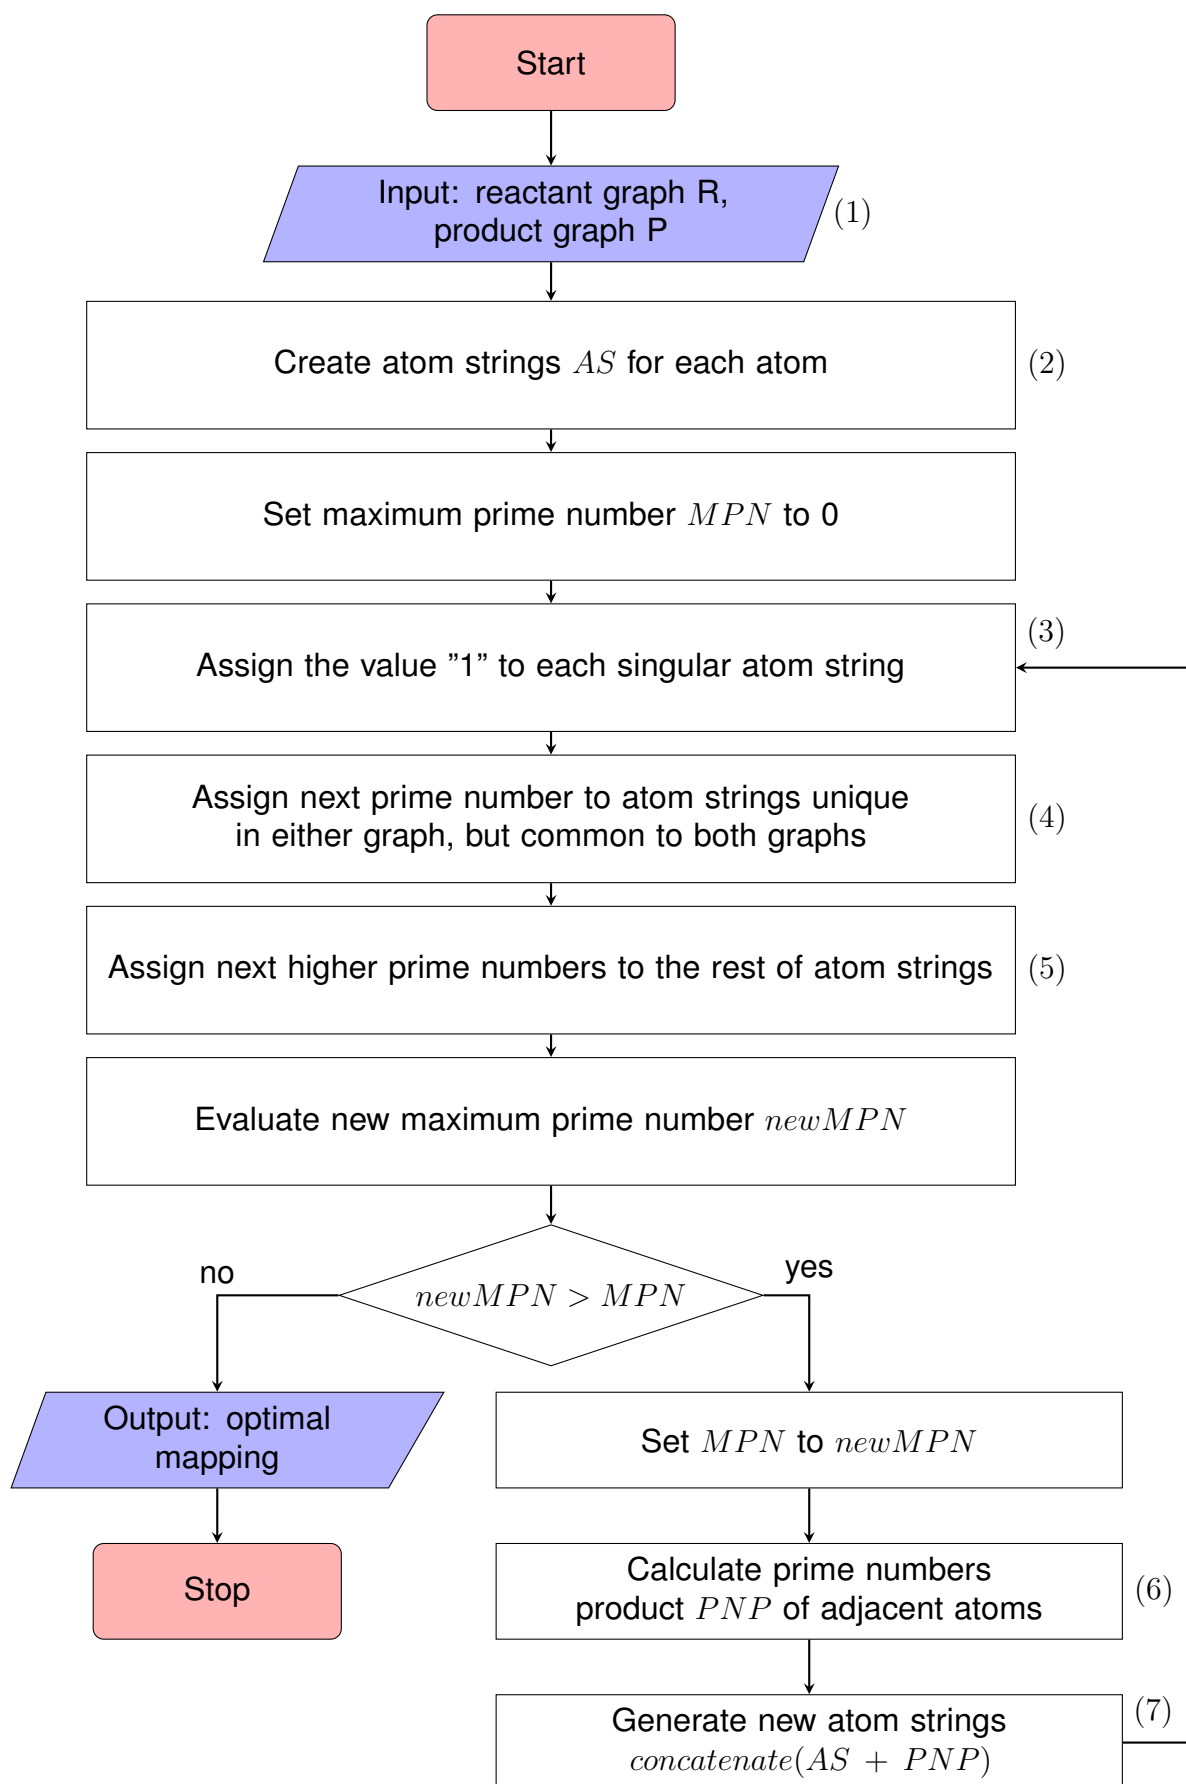 Start
Input: reactant graph R,
product graph P
(1)
Create atom strings AS for each atom
(2)
Set maximum prime number MPN to 0
(3)
Assign the value ”1” to each singular atom string
Assign next prime number to atom strings unique
in either graph, but common to both graphs
(4)
Assign next higher prime numbers to the rest of atom strings
(5)
Evaluate new maximum prime number newMPN
no
yes
newMPN > MPN
Output: optimal
mapping
Set MPN to newMPN
Stop
Calculate prime numbers
product PNP of adjacent atoms
(6)
Generate new atom strings
concatenate(AS + PNP)
(7)